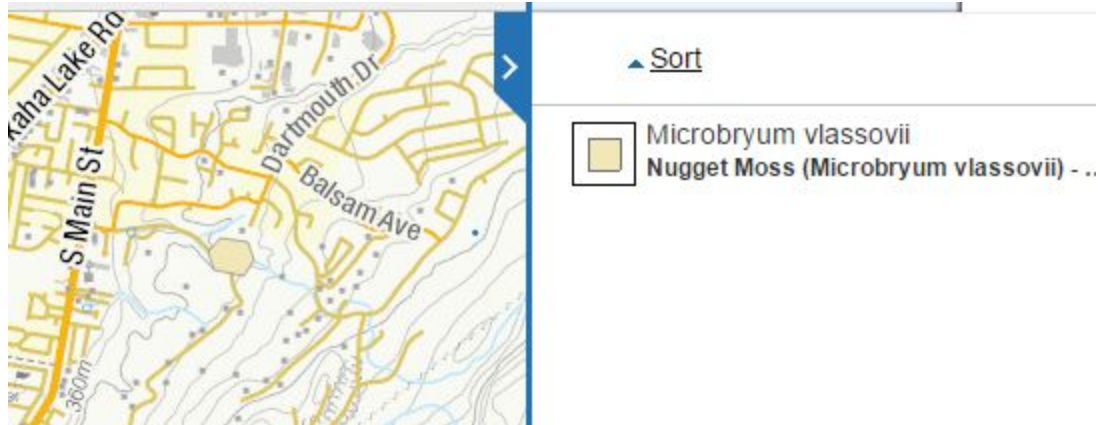 kaha Lake Rd
Dartmouth Dr
Balsam Ave
S Main St
360m
Sort
Microbryum vlassovii
Nugget Moss (Microbryum vlassovii) - ..